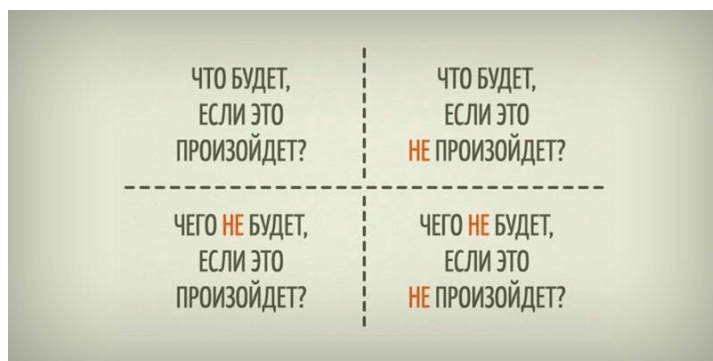 ЧТО БУДЕТ,
ЕСЛИ ЭТО
ПРОИЗОЙДЕТ?
ЧТО БУДЕТ,
ЕСЛИ ЭТО
НЕ ПРОИЗОЙДЕТ?
ЧЕГО НЕ БУДЕТ,
ЕСЛИ ЭТО
ПРОИЗОЙДЕТ?
ЧЕГО НЕ БУДЕТ,
ЕСЛИ ЭТО
НЕ ПРОИЗОЙДЕТ?